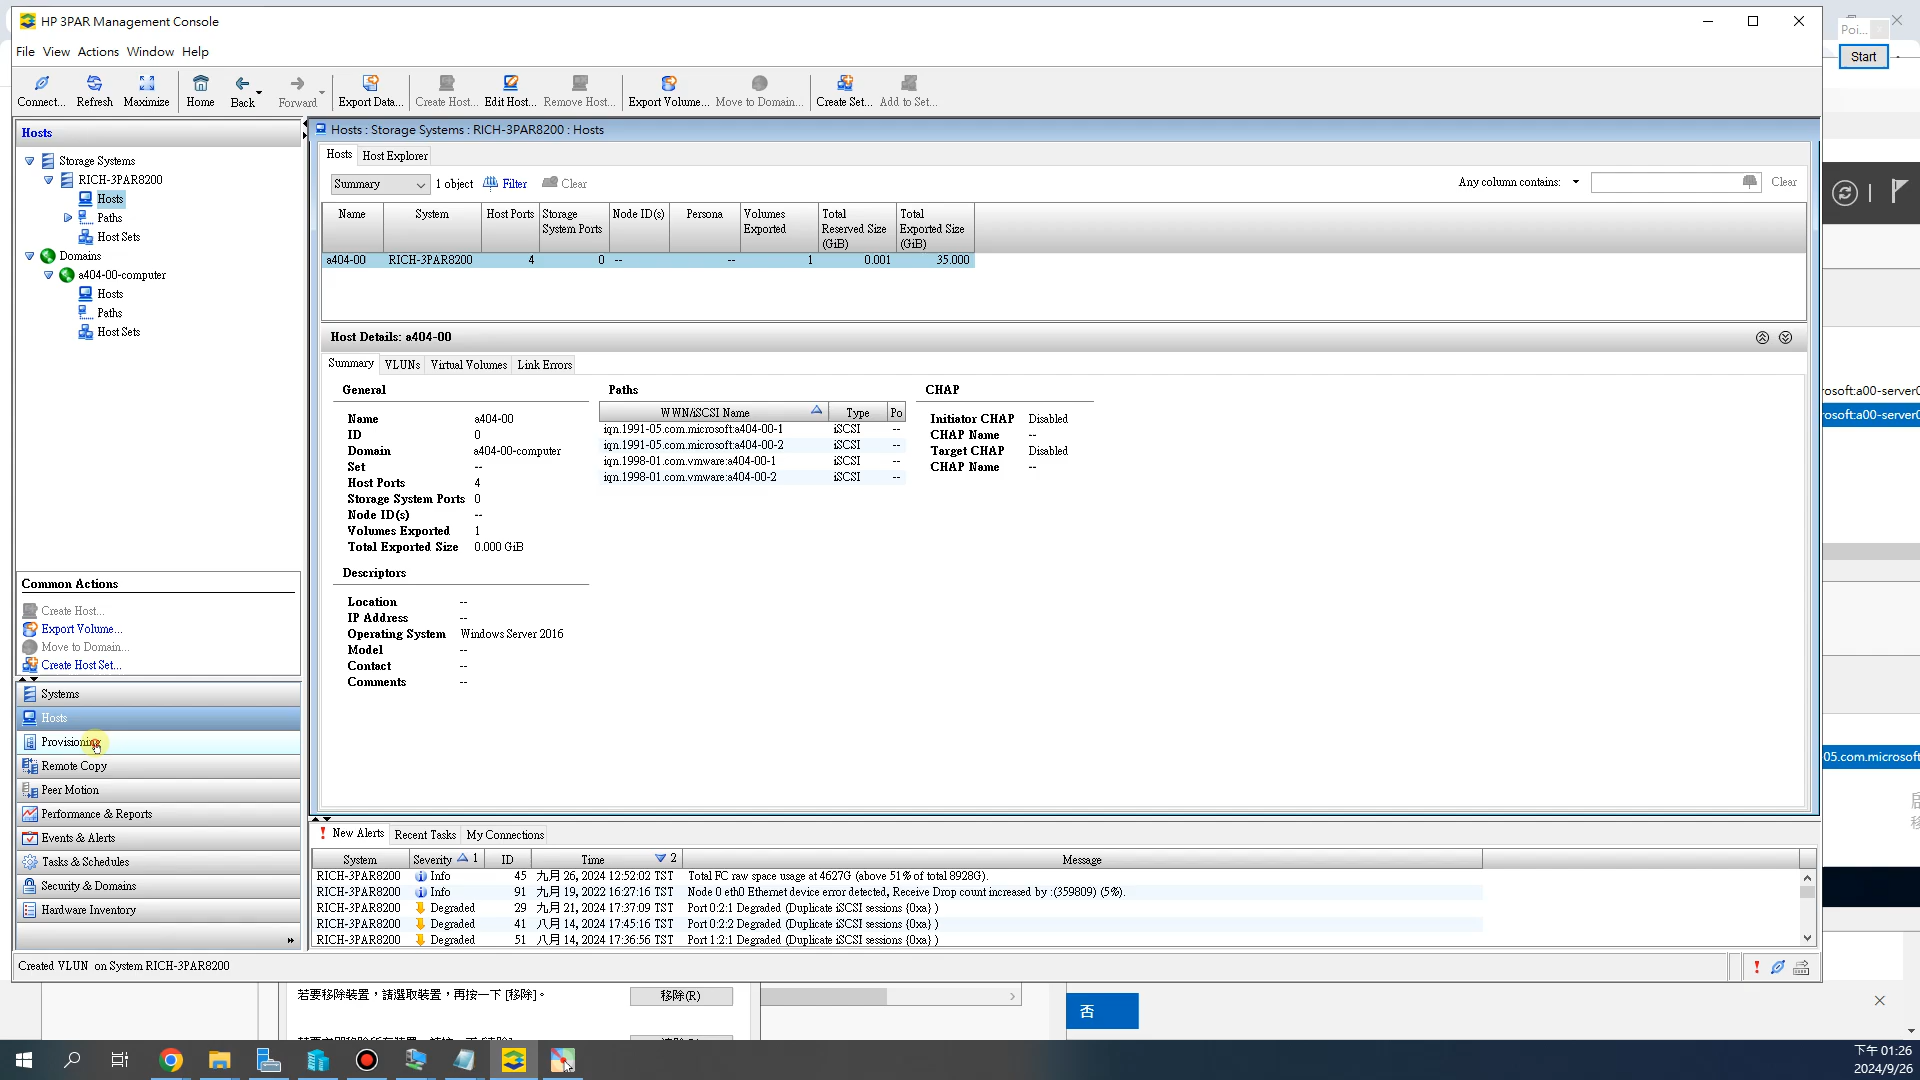 HP 3PAR Management Console
File View Actions Window Help
Poi...
Start
Connect... Refresh Maximize Home Back Forward Export Data... Create Host... Edit Host... Remove Host... Export Volume... Move to Domain... Create Set... Add to Set...
Hosts
Storage Systems
RICH-3PAR8200
Hosts
Paths
Host Sets
Domains
a404-00-computer
Hosts
Paths
Host Sets
Hosts : Storage Systems : RICH-3PAR8200 : Hosts
Hosts Host Explorer
Summary 1 object Filter Clear Any column contains: Clear
Name System Host Ports Storage System Ports Node ID(s) Persona Volumes Exported Total Reserved Size (GiB) Total Exported Size (GiB)
a404-00 RICH-3PAR8200 4 0 -- -- 1 0.001 35.000
Host Details: a404-00
Summary VLUNs Virtual Volumes Link Errors
General
Name a404-00
ID 0
Domain a404-00-computer
Set --
Host Ports 4
Storage System Ports 0
Node ID(s) --
Volumes Exported 1
Total Exported Size 0.000 GiB
Descriptors
Location --
IP Address --
Operating System Windows Server 2016
Model --
Contact --
Comments --
Paths
WWN/iSCSI Name Type Po
iqn.1991-05.com.microsoft:a404-00-1 iSCSI --
iqn.1991-05.com.microsoft:a404-00-2 iSCSI --
iqn.1998-01.com.vmware:a404-00-1 iSCSI --
iqn.1998-01.com.vmware:a404-00-2 iSCSI --
CHAP
Initiator CHAP Disabled
CHAP Name --
Target CHAP Disabled
CHAP Name --
Common Actions
Create Host...
Export Volume...
Move to Domain...
Create Host Set...
Systems
Hosts
Provisioning
Remote Copy
Peer Motion
Performance & Reports
Events & Alerts
Tasks & Schedules
Security & Domains
Hardware Inventory
New Alerts Recent Tasks My Connections
System Severity 1 ID Time 2 Message
RICH-3PAR8200 Info 45 九月 26, 2024 12:52:02 TST Total FC raw space usage at 4627G (above 51% of total 8928G).
RICH-3PAR8200 Info 91 九月 19, 2022 16:27:16 TST Node 0 eth0 Ethernet device error detected, Receive Drop count increased by :(359809) (5%).
RICH-3PAR8200 Degraded 29 九月 21, 2024 17:37:09 TST Port 0:2:1 Degraded (Duplicate iSCSI sessions {0xa} )
RICH-3PAR8200 Degraded 41 八月 14, 2024 17:45:16 TST Port 0:2:2 Degraded (Duplicate iSCSI sessions {0xa} )
RICH-3PAR8200 Degraded 51 八月 14, 2024 17:36:56 TST Port 1:2:1 Degraded (Duplicate iSCSI sessions {0xa} )
Created VLUN on System RICH-3PAR8200
rosoft:a00-server0
rosoft:a00-server0
05.com.microsoft
若要移除裝置，請選取裝置，再按一下 [移除]。
移除(R)
否
下午 01:26
2024/9/26